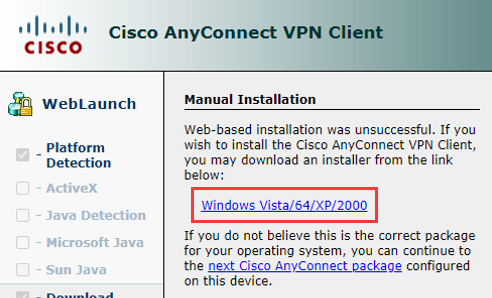 CISCO
Cisco AnyConnect VPN Client
WebLaunch
- Platform
Detection
- ActiveX
- Java Detection
- Microsoft Java
- Sun Java
- Download
Manual Installation
Web-based installation was unsuccessful. If you
wish to install the Cisco AnyConnect VPN Client,
you may download an installer from the link
below:
Windows Vista/64/XP/2000
If you do not believe this is the correct package
for your operating system, you can continue to
the next Cisco AnyConnect package configured
on this device.